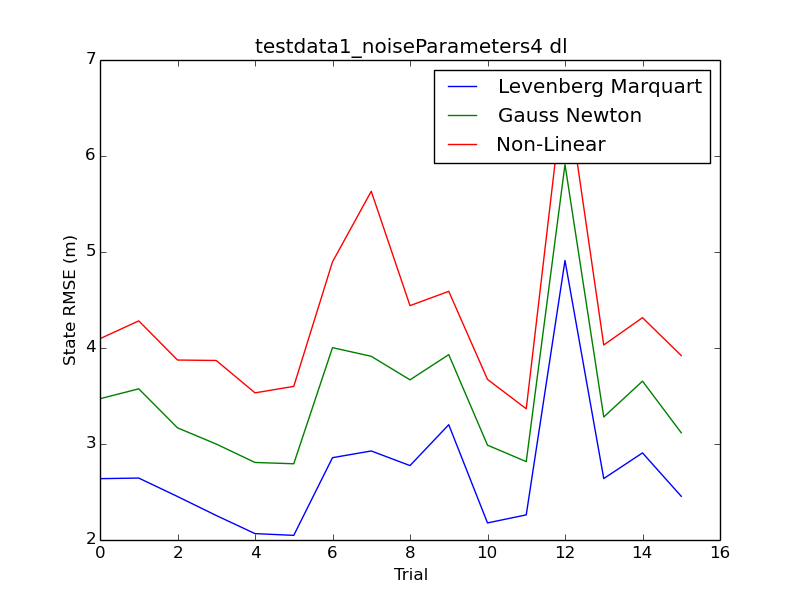 testdata1_noiseParameters4 dl
Levenberg Marquart
Gauss Newton
Non-Linear
State RMSE (m)
7
6
5
4
3
2
0 2 4 6 8 10 12 14 16
Trial